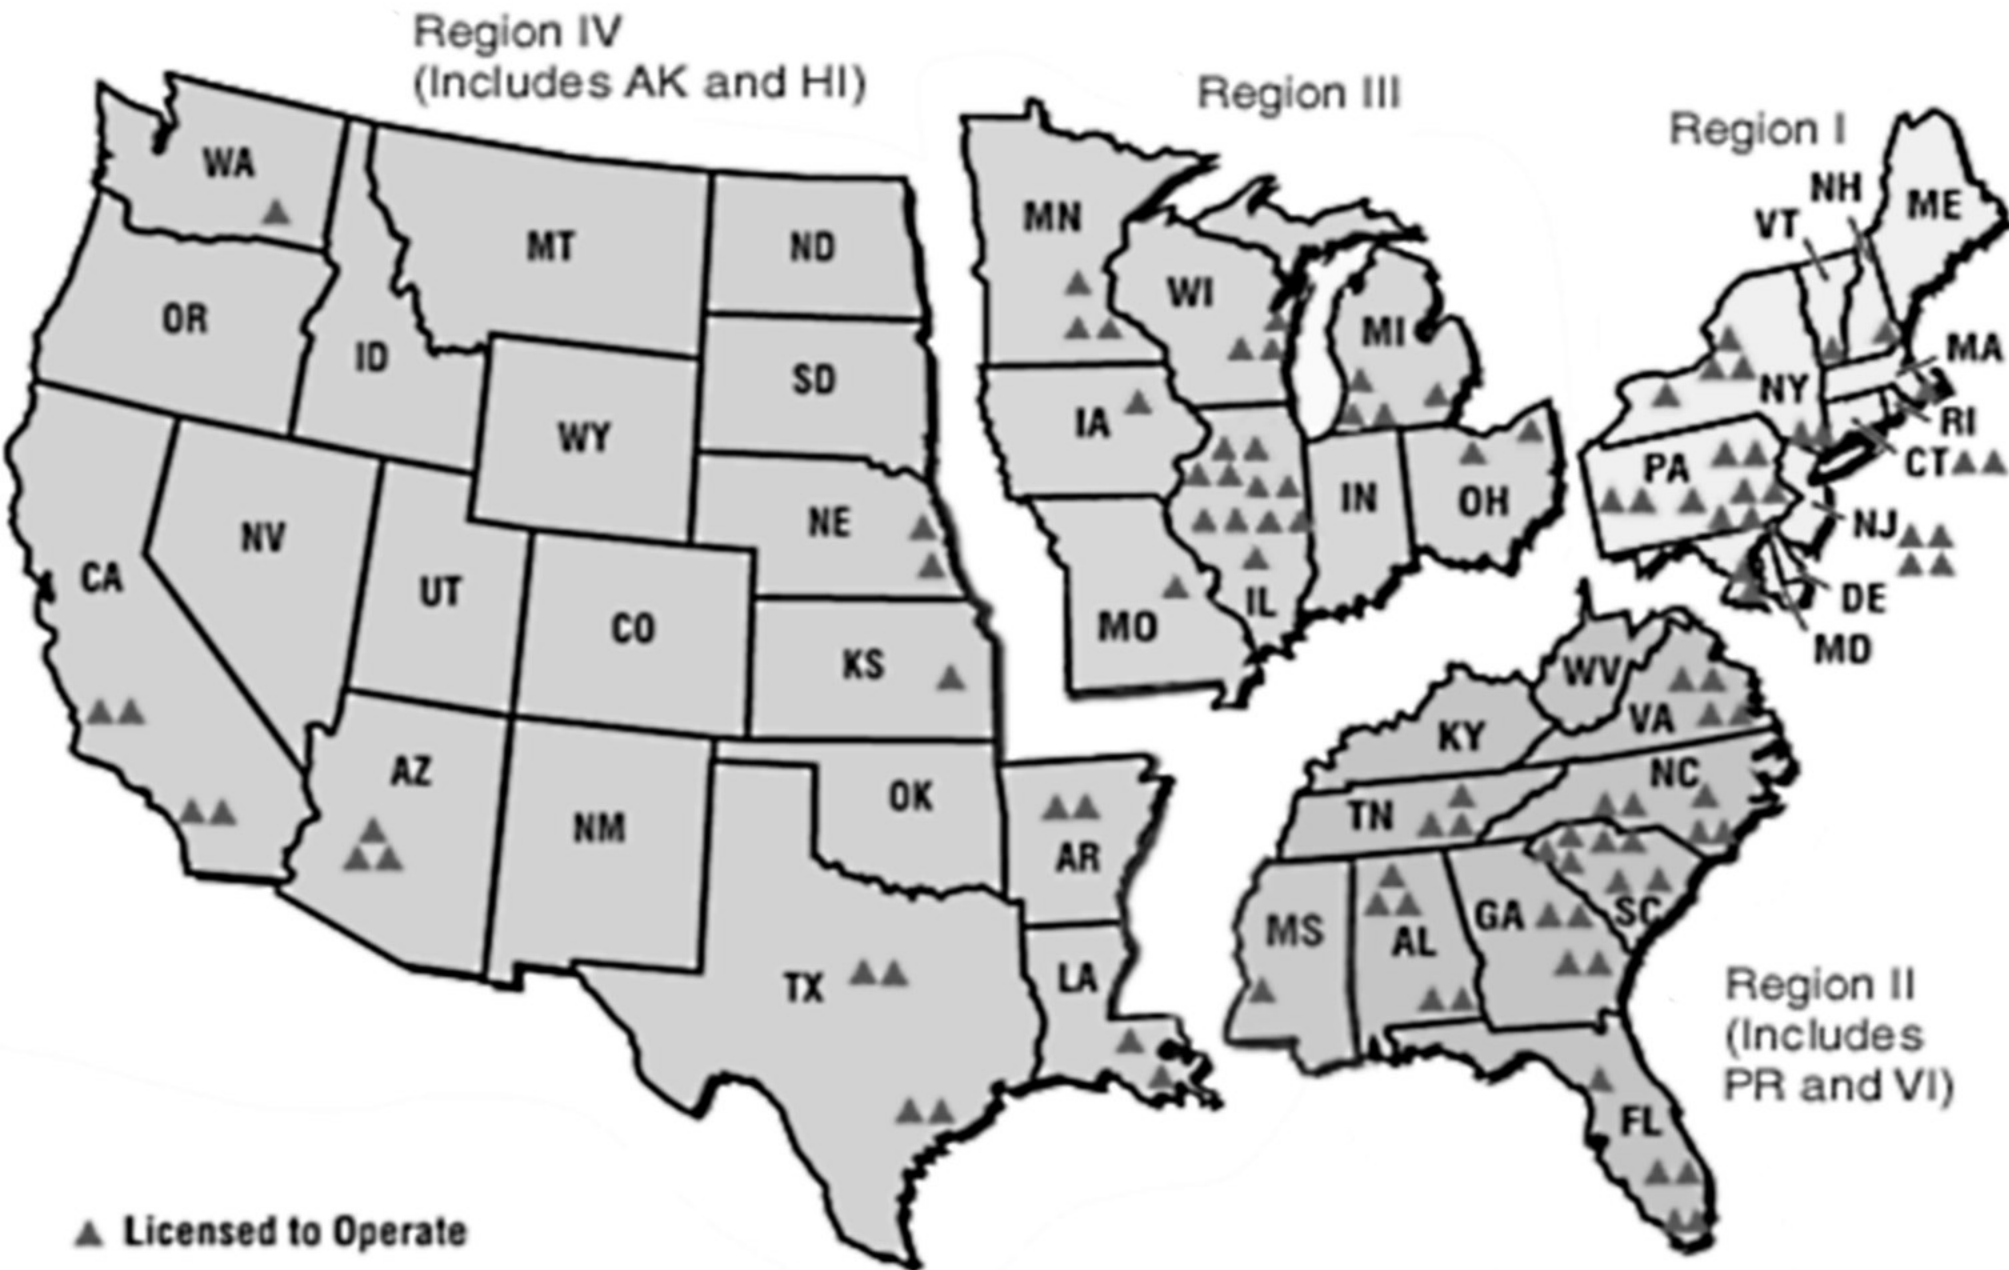 Region IV
(Includes AK and HI)
Region III
Region I
NH
VT
ME
WA
MT
ND
MN
OR
ID
SD
WI
MI
MA
WY
IA
NY
RI
CT
PA
NE
IN
OH
NV
NJ
CA
UT
CO
MO
IL
DE
MD
KS
WV
VA
KY
AZ
OK
NC
TN
NM
AR
MS
AL
GA
SC
TX
LA
Region II
(Includes
PR and VI)
FL
Licensed to Operate